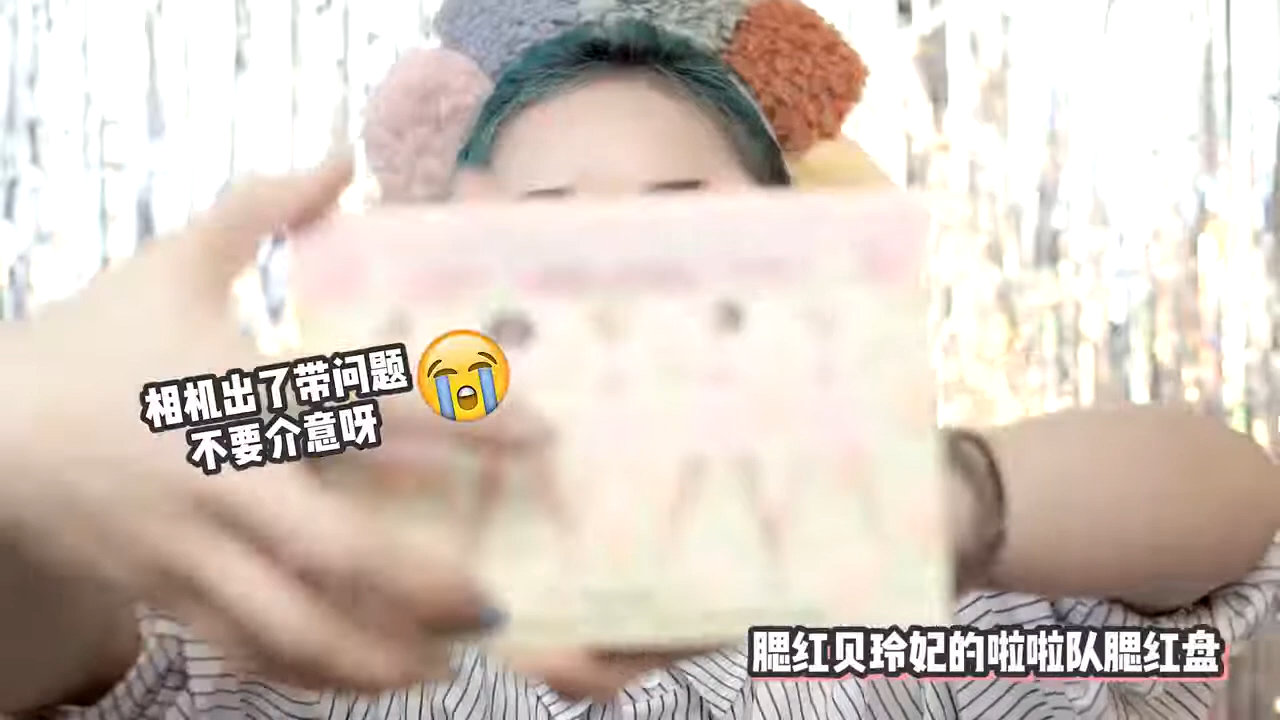 相机出了带问题
不要介意呀
腮红贝玲妃的啦啦队腮红盘